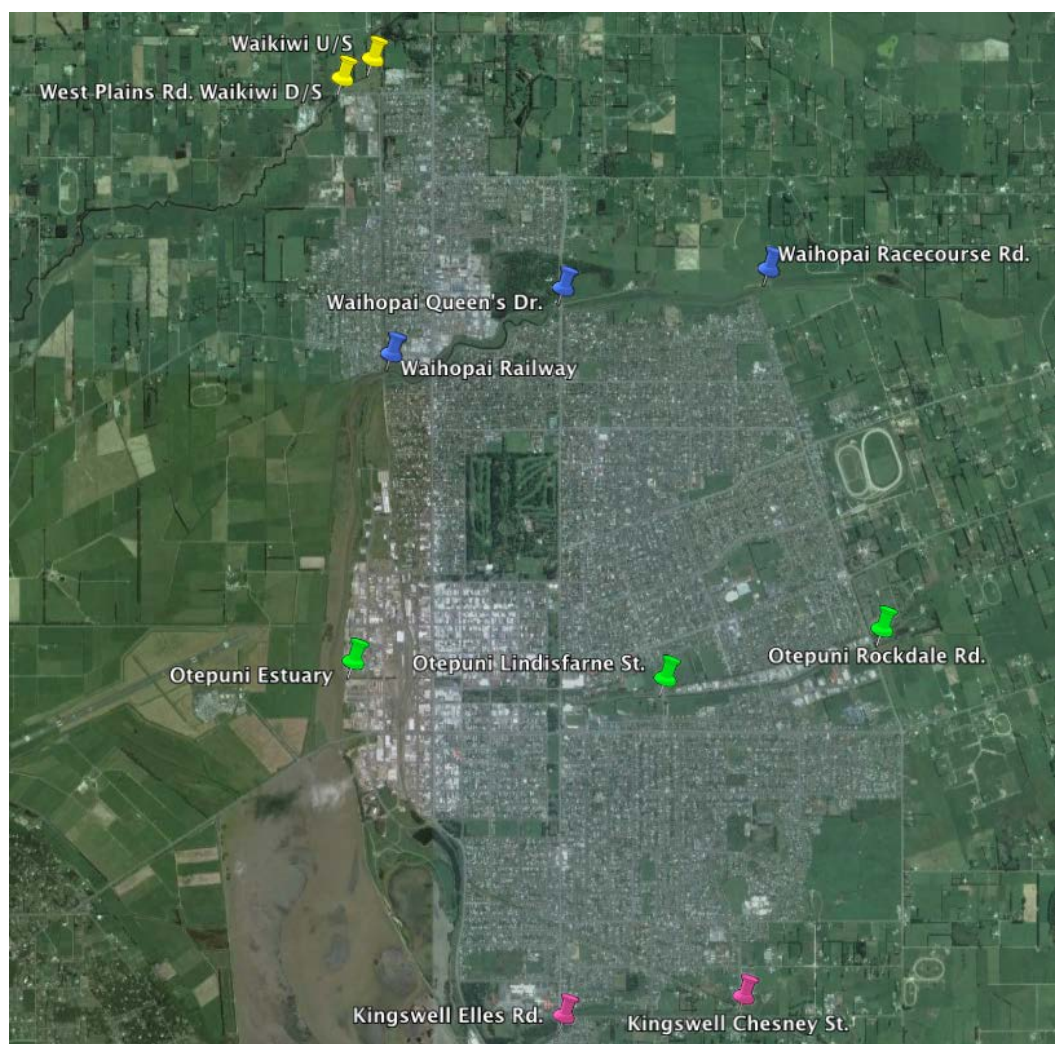 Waikiwi U/S
West Plains Rd. Waikiwi D/S
Waihopai Racecourse Rd.
Waihopai Queen's Dr.
Waihopai Railway
Otepuni Lindisfarne St.
Otepuni Rockdale Rd.
Otepuni Estuary
Kingswell Elles Rd.
Kingswell Chesney St.